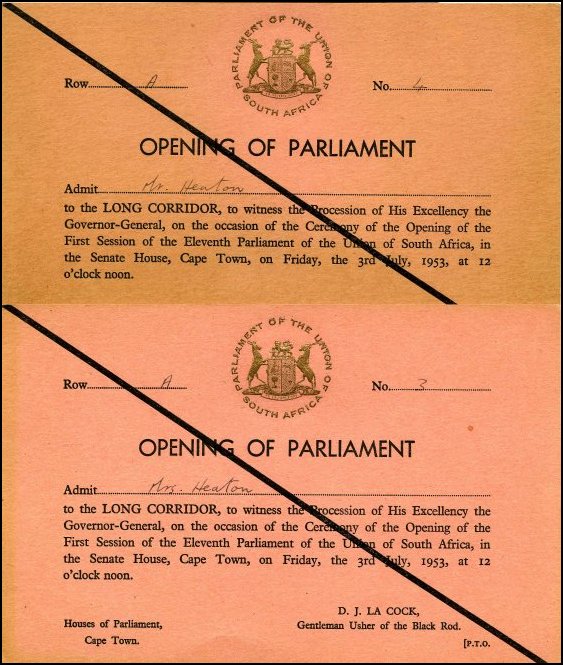 PARLIAMENT OF THE UNION OF SOUTH AFRICA
Row A No. 4
OPENING OF PARLIAMENT
Admit Mr. Heaton
to the LONG CORRIDOR, to witness the Procession of His Excellency the
Governor-General, on the occasion of the Ceremony of the Opening of the
First Session of the Eleventh Parliament of the Union of South Africa, in
the Senate House, Cape Town, on Friday, the 3rd July, 1953, at 12
o'clock noon.
PARLIAMENT OF THE UNION OF SOUTH AFRICA
Row A No. 3
OPENING OF PARLIAMENT
Admit Mrs. Heaton
to the LONG CORRIDOR, to witness the Procession of His Excellency the
Governor-General, on the occasion of the Ceremony of the Opening of the
First Session of the Eleventh Parliament of the Union of South Africa, in
the Senate House, Cape Town, on Friday, the 3rd July, 1953, at 12
o'clock noon.
D. J. LA COCK,
Houses of Parliament, Gentleman Usher of the Black Rod.
Cape Town. [P.T.O.